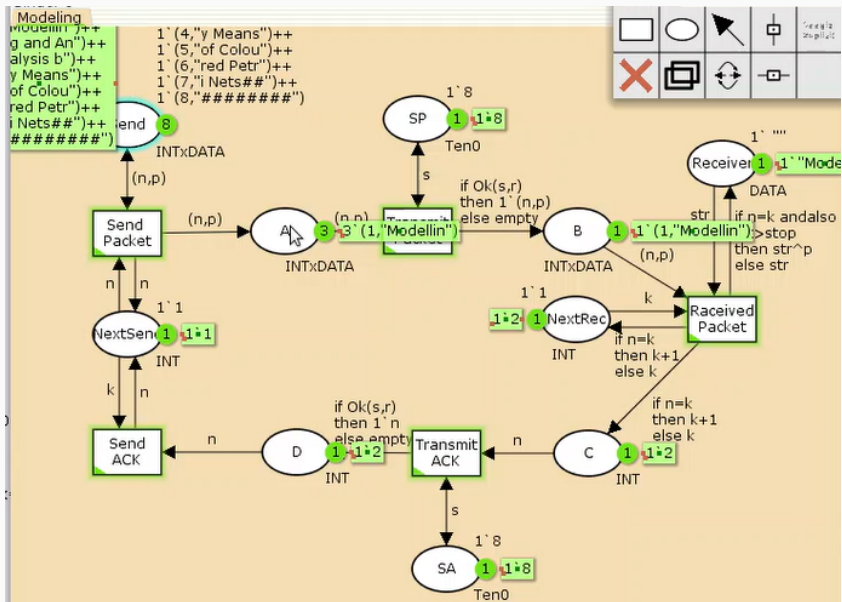 Modeling
Modellin")++
g and An")++
alysis b")++
y Means")++
of Colou")++
red Petr")++
i Nets##")++
########")
1`(4,"y Means")++
1`(5,"of Colou")++
1`(6,"red Petr")++
1`(7,"i Nets##")++
1`(8,"########")
Send
8
INTxDATA
1`8
SP
1
1`8
Ten0
s
1`""
Receiver
1
1`"Mode
DATA
(n,p)
Send
Packet
(n,p)
A
3
3`(1,"Modellin")
(n,p)
INTxDATA
Transmit
Packet
if Ok(s,r)
then 1`(n,p)
else empty
B
1
1`(1,"Modellin")
INTxDATA
(n,p)
str
if n=k andalso
>stop
then str^p
else str
n
n
1`1
NextSend
1
1`1
INT
1`1
1`2
1
NextRec
INT
k
if n=k
then k+1
else k
Raceived
Packet
k
n
Send
ACK
n
D
1
1`2
INT
if Ok(s,r)
then 1`n
else empty
Transmit
ACK
n
C
1
1`2
INT
if n=k
then k+1
else k
s
1`8
SA
1
1`8
Ten0